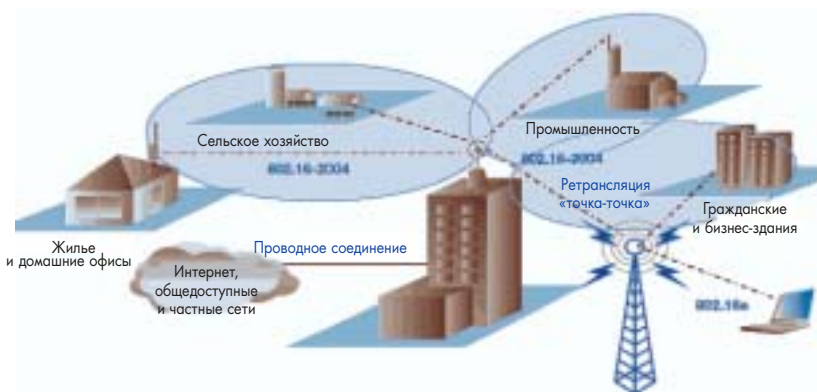 Сельское хозяйство
802.16-2004
Промышленность
802.16-2004
Ретрансляция
«точка-точка»
Гражданские
и бизнес-здания
Жилье
и домашние офисы
Проводное соединение
Интернет,
общедоступные
и частные сети
802.16e